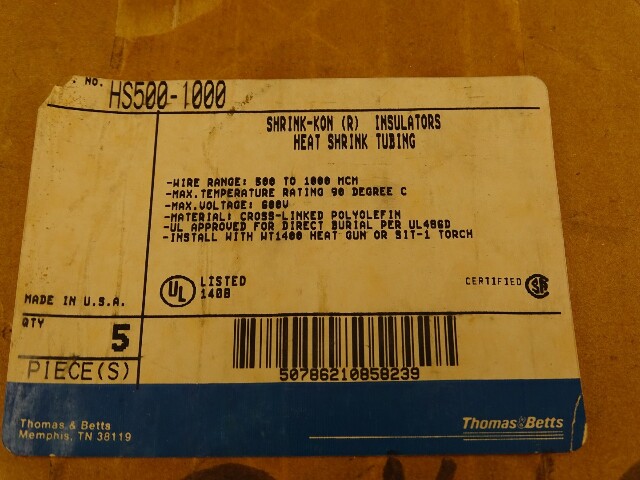 NO. HS500-1000
SHRINK-KON (R) INSULATORS
HEAT SHRINK TUBING
-WIRE RANGE: 500 TO 1000 MCM
-MAX.TEMPERATURE RATING 90 DEGREE C
-MAX.VOLTAGE: 600V
-MATERIAL: CROSS-LINKED POLYOLEFIN
-UL APPROVED FOR DIRECT BURIAL PER UL486D
-INSTALL WITH WT1400 HEAT GUN OR SIT-1 TORCH
UL LISTED
140B
CERTIFIED
MADE IN U.S.A.
QTY 5
PIECE(S)
50786210858239
Thomas & Betts
Memphis, TN 38119
Thomas&Betts